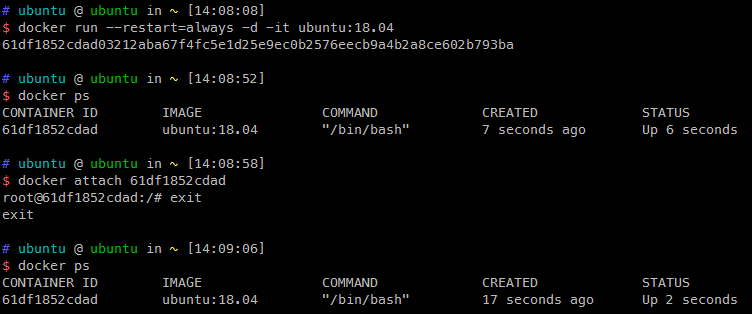 # ubuntu @ ubuntu in ~ [14:08:08]
$ docker run --restart=always -d -it ubuntu:18.04
61df1852cdad03212aba67f4fc5e1d25e9ec0b2576eecb9a4b2a8ce602b793ba
# ubuntu @ ubuntu in ~ [14:08:52]
$ docker ps
CONTAINER ID IMAGE COMMAND CREATED STATUS
61df1852cdad ubuntu:18.04 "/bin/bash" 7 seconds ago Up 6 seconds
# ubuntu @ ubuntu in ~ [14:08:58]
$ docker attach 61df1852cdad
root@61df1852cdad:/# exit
exit
# ubuntu @ ubuntu in ~ [14:09:06]
$ docker ps
CONTAINER ID IMAGE COMMAND CREATED STATUS
61df1852cdad ubuntu:18.04 "/bin/bash" 17 seconds ago Up 2 seconds